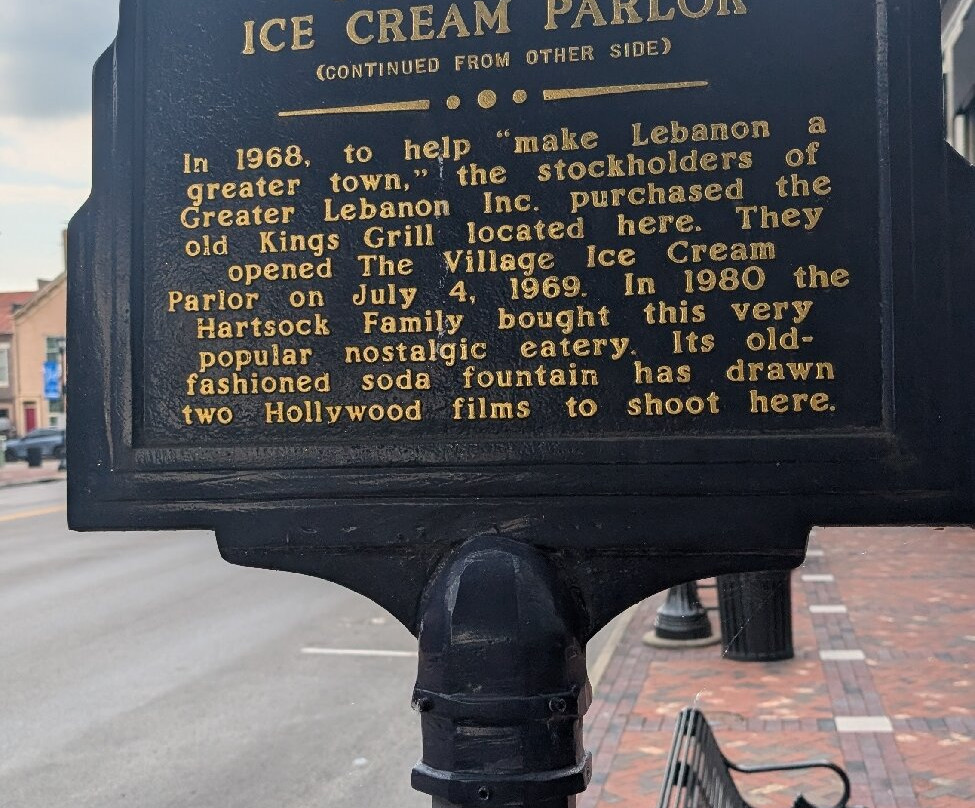 ICE CREAM PARLOR
(CONTINUED FROM OTHER SIDE)
In 1968, to help "make Lebanon a
greater town," the stockholders of
Greater Lebanon Inc. purchased the
old Kings Grill located here. They
opened The Village Ice Cream
Parlor on July 4, 1969. In 1980 the
Hartsock Family bought this very
popular nostalgic eatery. Its old-
fashioned soda fountain has drawn
two Hollywood films to shoot here.